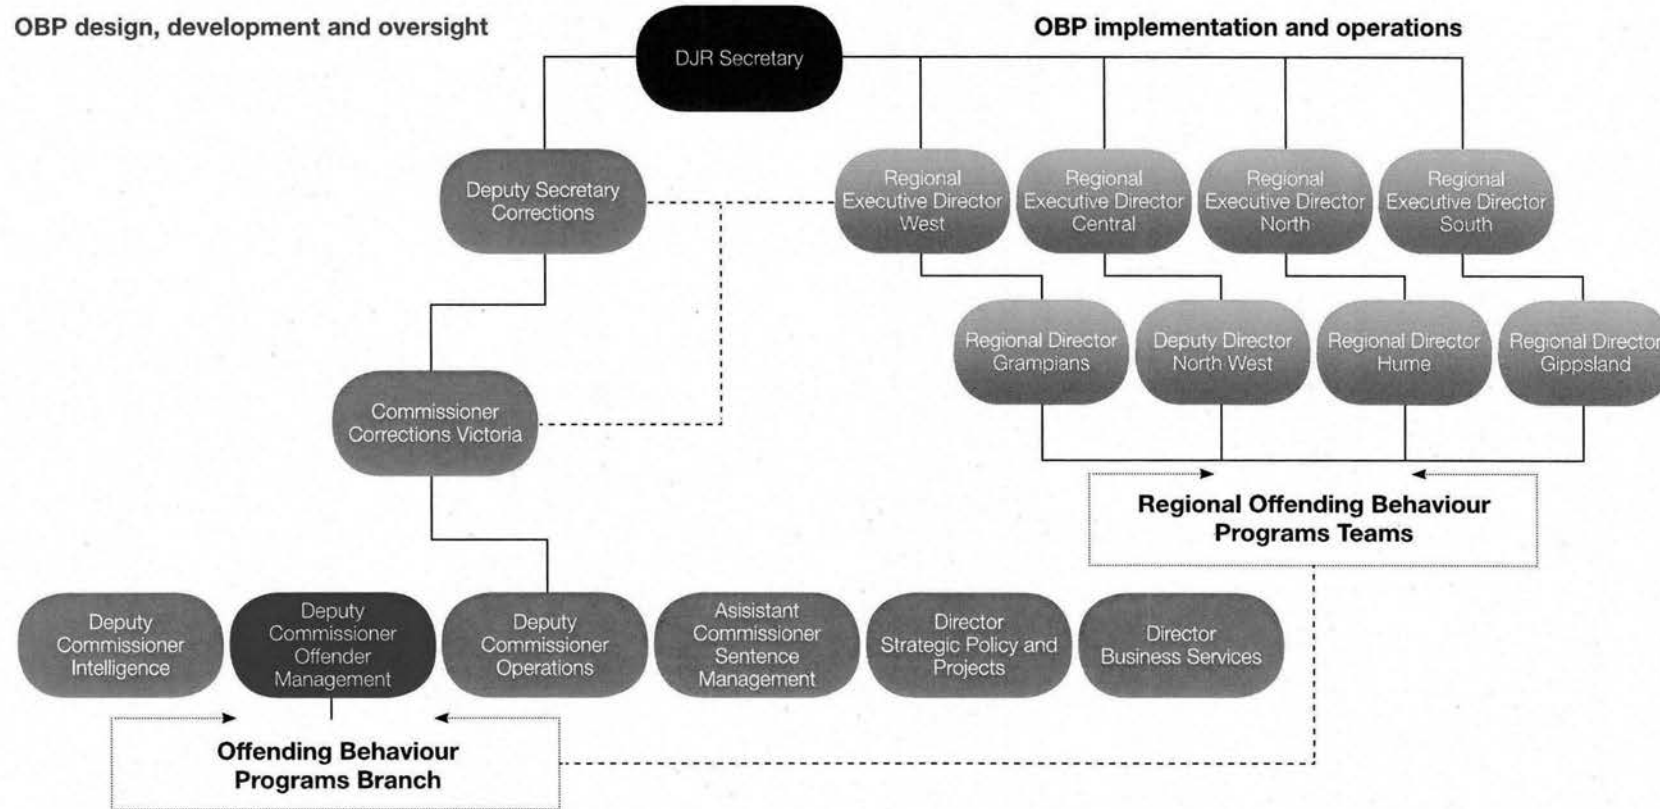 OBP design, development and oversight
OBP implementation and operations
DJR Secretary
Deputy Secretary
Corrections
Regional
Executive Director
West
Regional
Executive Director
Central
Regional
Executive Director
North
Regional
Executive Director
South
Regional Director
Grampians
Deputy Director
North West
Regional Director
Hume
Regional Director
Gippsland
Commissioner
Corrections Victoria
Regional Offending Behaviour
Programs Teams
Deputy
Commissioner
Intelligence
Deputy
Commissioner
Offender
Management
Deputy
Commissioner
Operations
Asisistant
Commissioner
Sentence
Management
Director
Strategic Policy and
Projects
Director
Business Services
Offending Behaviour
Programs Branch